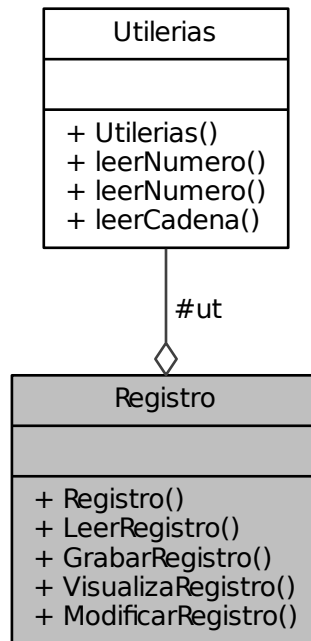 Utilerias
+ Utilerias()
+ leerNumero()
+ leerNumero()
+ leerCadena()
#ut
Registro
+ Registro()
+ LeerRegistro()
+ GrabarRegistro()
+ VisualizaRegistro()
+ ModificarRegistro()